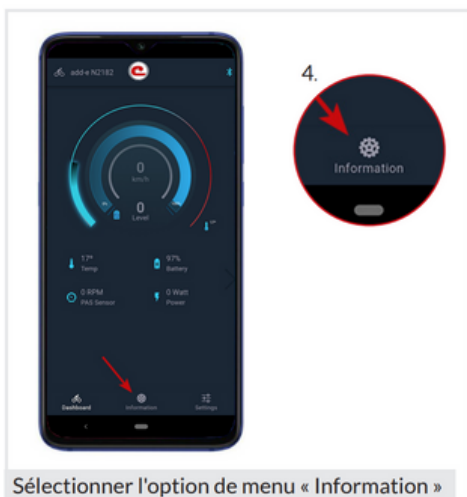 add-e N2182
0
km/h
0
Level
17°
Temp
97%
Battery
0 RPM
PAS Sensor
0 Watt
Power
Dashboard
Information
Settings
4.
Information
Sélectionner l'option de menu « Information »